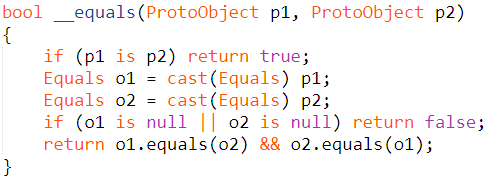 bool __equals(ProtoObject p1, ProtoObject p2)
{
    if (p1 is p2) return true;
    Equals o1 = cast(Equals) p1;
    Equals o2 = cast(Equals) p2;
    if (o1 is null || o2 is null) return false;
    return o1.equals(o2) && o2.equals(o1);
}